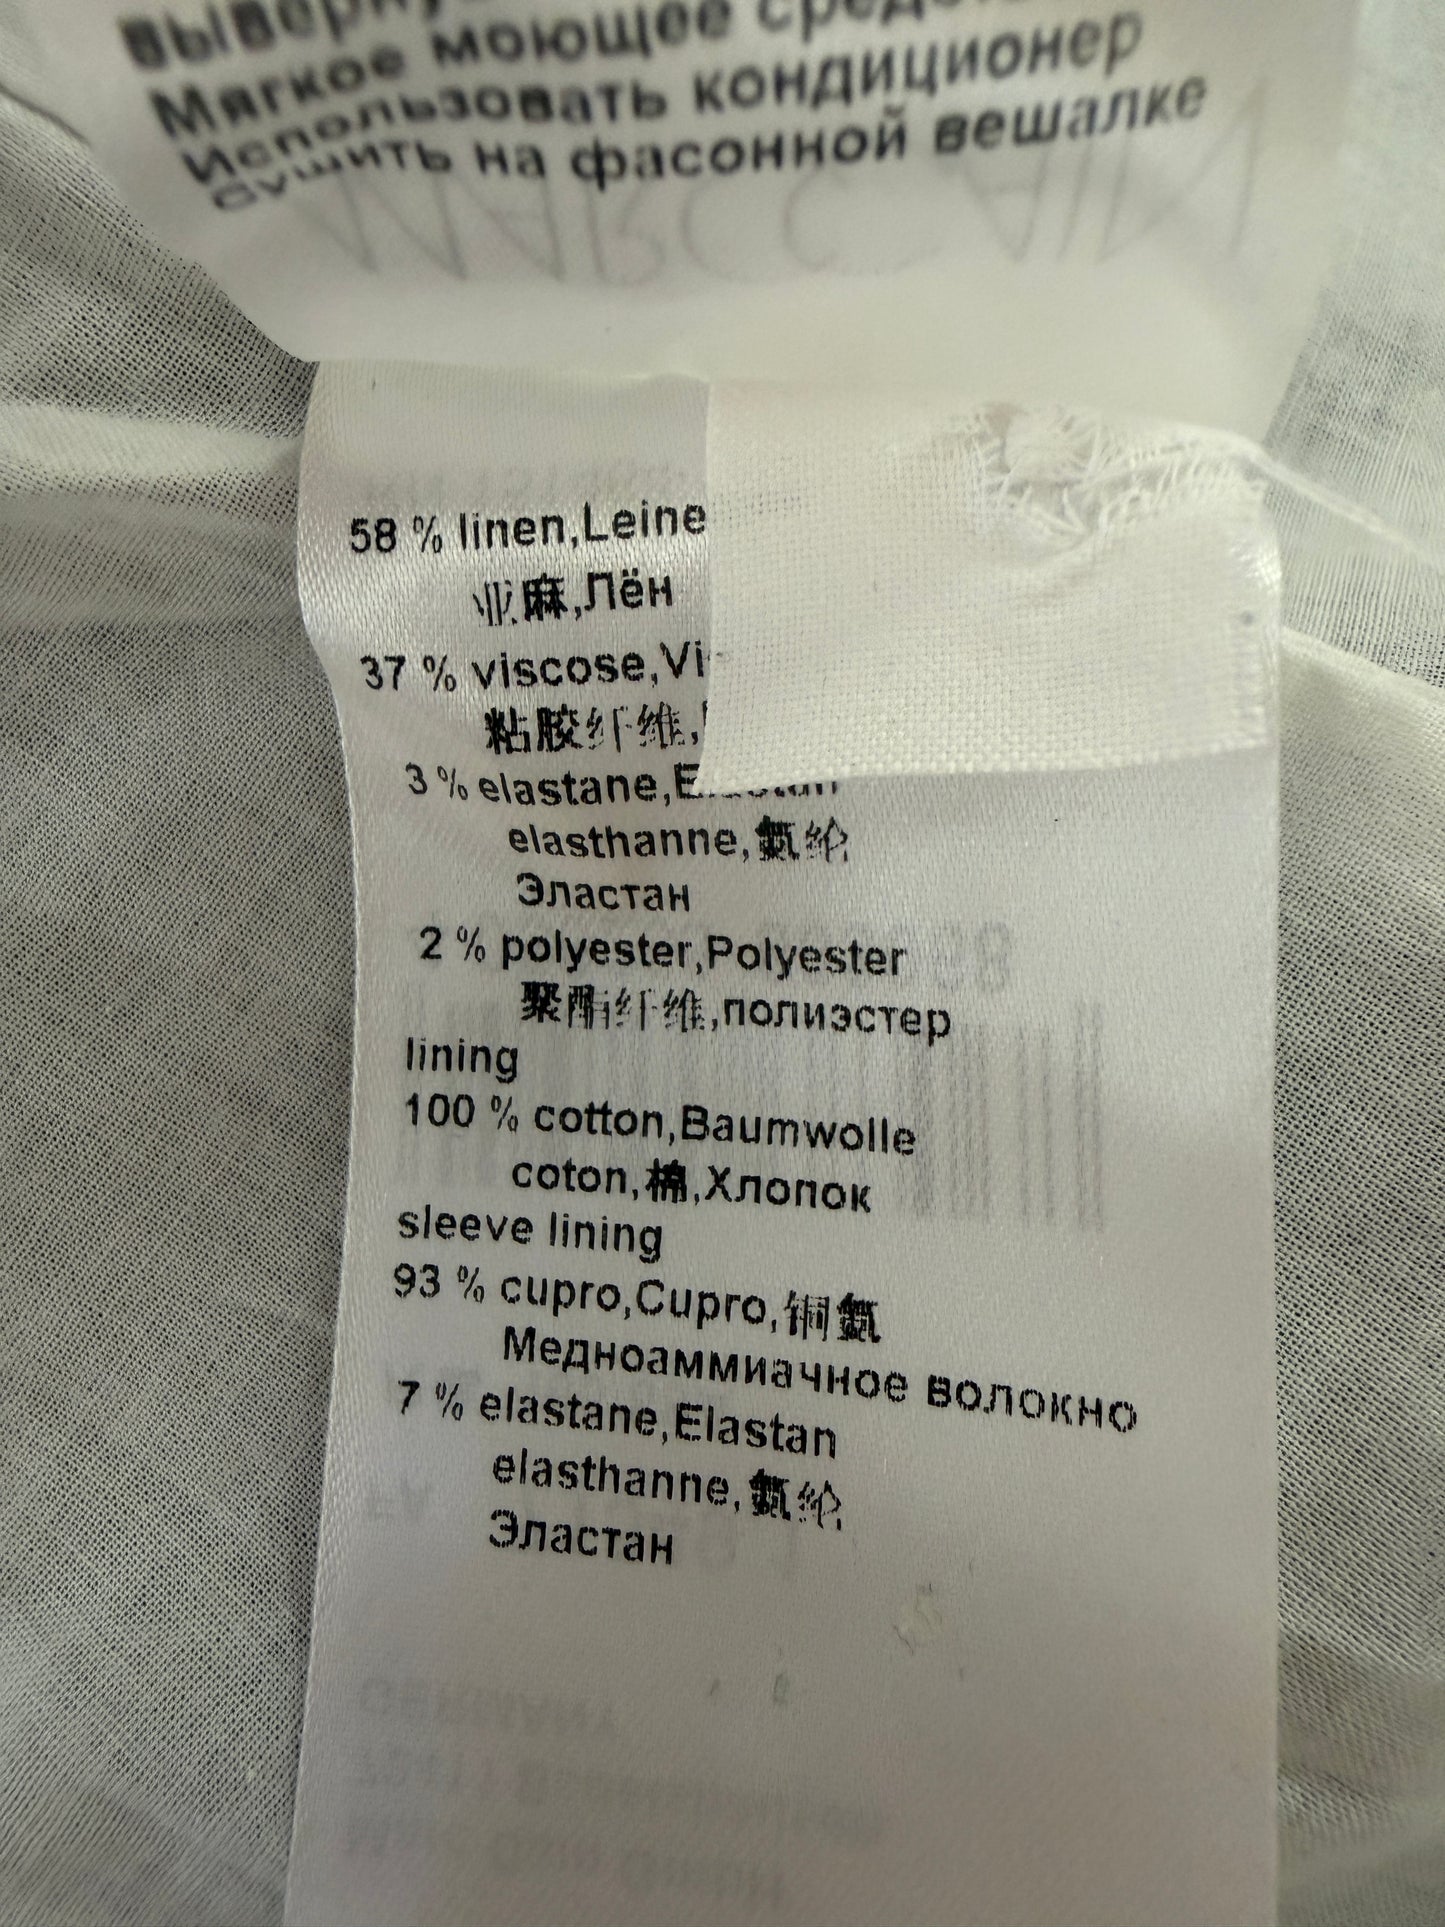 Мягкое моющее
Использовать кондиционер
Сушить на фасонной вешалке
MARC CAIN
58 % linen,Leine
亚麻,Лён
37 % viscose,Vi
粘胶纤维,
3 % elastane,Elastan
elasthanne,氨纶
Эластан
2 % polyester,Polyester
聚酯纤维,полиэстер
lining
100 % cotton,Baumwolle
coton,棉,Хлопок
sleeve lining
93 % cupro,Cupro,铜氨
Медноаммиачное волокно
7 % elastane,Elastan
elasthanne,氨纶
Эластан